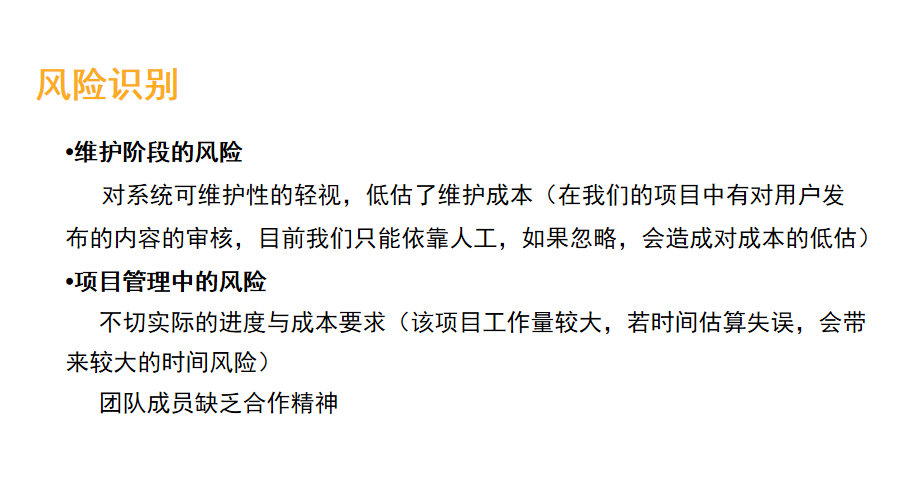 风险识别
•维护阶段的风险
对系统可维护性的轻视，低估了维护成本（在我们的项目中有对用户发
布的内容的审核，目前我们只能依靠人工，如果忽略，会造成对成本的低估）
•项目管理中的风险
不切实际的进度与成本要求（该项目工作量较大，若时间估算失误，会带
来较大的时间风险）
团队成员缺乏合作精神